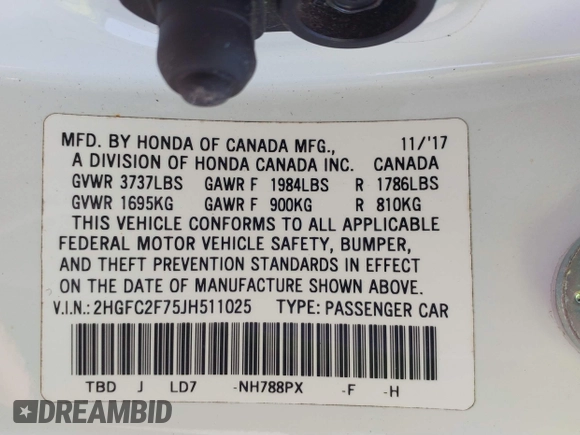 MFD. BY HONDA OF CANADA MFG., 11/'17
A DIVISION OF HONDA CANADA INC. CANADA
GVWR 3737LBS GAWR F 1984LBS R 1786LBS
GVWR 1695KG GAWR F 900KG R 810KG
THIS VEHICLE CONFORMS TO ALL APPLICABLE
FEDERAL MOTOR VEHICLE SAFETY, BUMPER,
AND THEFT PREVENTION STANDARDS IN EFFECT
ON THE DATE OF MANUFACTURE SHOWN ABOVE.
V.I.N.: 2HGFC2F75JH511025 TYPE: PASSENGER CAR
TBD J LD7 -NH788PX -F -H
DREAMBID